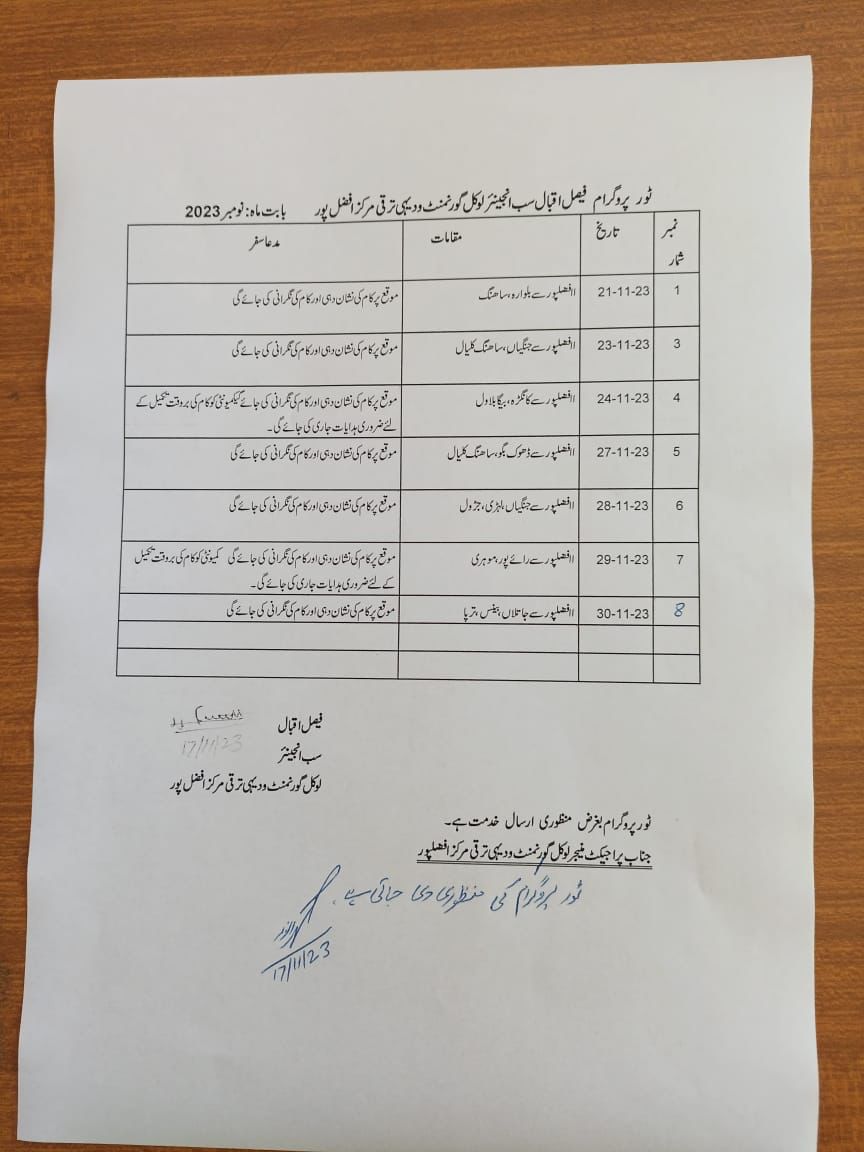 ٹور پروگرام فیصل اقبال سب انجینئر لوکل گورنمنٹ ودیہی ترقی مرکز افضل پور بابت ماہ: نومبر 2023
نمبر شمار تاریخ مقامات مدعا سفر
1 21-11-23 افضلپور سے بلوارہ، ساھنگ موقع پر کام کی نشان دہی اور کام کی نگرانی کی جائے گی
3 23-11-23 افضلپور سے جنگیاں، ساھنگ کلیال موقع پر کام کی نشان دہی اور کام کی نگرانی کی جائے گی
4 24-11-23 افضلپور سے کانگڑہ، بیگا بلاول موقع پر کام کی نشان دہی اور کام کی نگرانی کی جائے گی کمیونٹی کو کام کی بروقت تکمیل کے
لئے ضروری ہدایات جاری کی جائے گی۔
5 27-11-23 افضلپور سے ڈھوک بگو، ساھنگ کلیال موقع پر کام کی نشان دہی اور کام کی نگرانی کی جائے گی
6 28-11-23 افضلپور سے جنگیاں، لہڑی، جڑول موقع پر کام کی نشان دہی اور کام کی نگرانی کی جائے گی
7 29-11-23 افضلپور سے رائے پور، موہری موقع پر کام کی نشان دہی اور کام کی نگرانی کی جائے گی کمیونٹی کو کام کی بروقت تکمیل
کے لئے ضروری ہدایات جاری کی جائے گی۔
8 30-11-23 افضلپور سے جاتلاں، بینس، ترپا موقع پر کام کی نشان دہی اور کام کی نگرانی کی جائے گی
فیصل اقبال
سب انجینئر 17/11/23
لوکل گورنمنٹ ودیہی ترقی مرکز افضل پور
ٹور پروگرام بغرض منظوری ارسال خدمت ہے۔
جناب پراجیکٹ منیجر لوکل گورنمنٹ ودیہی ترقی مرکز افضلپور
ٹور پروگرام کی منظوری دی جاتی ہے۔
17/11/23